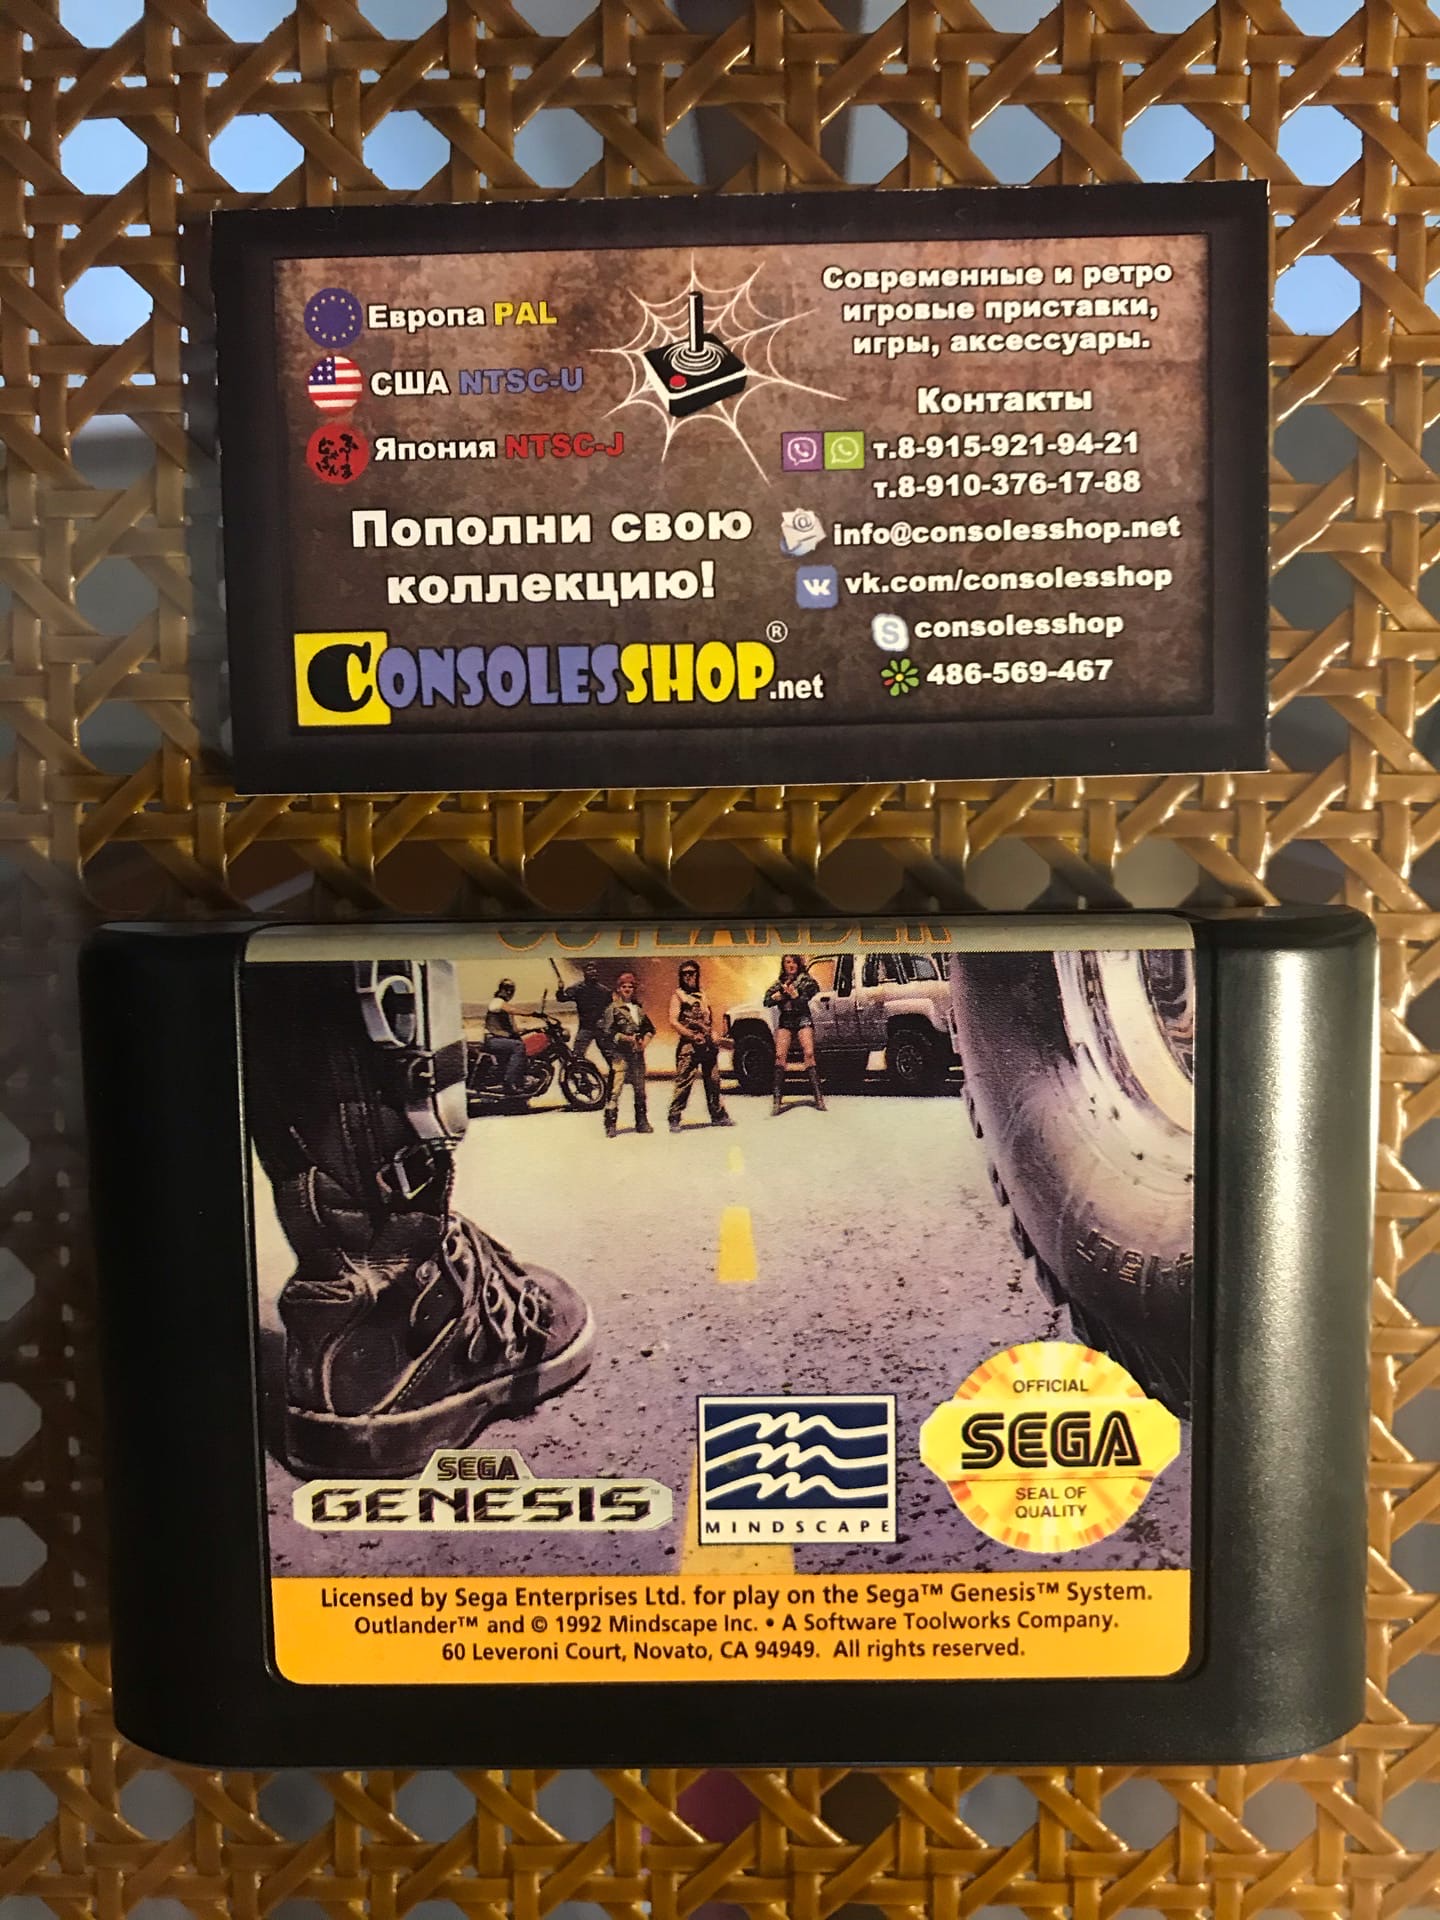 Европа PAL
США NTSC-U
Япония NTSC-J
Пополни свою
коллекцию!
CONSOLESSHOP.net
®
Современные и ретро
игровые приставки,
игры, аксессуары.
Контакты
т.8-915-921-94-21
т.8-910-376-17-88
info@consolesshop.net
vk.com/consolesshop
consolesshop
486-569-467
OUTLANDER
SEGA
GENESIS™
MINDSCAPE
OFFICIAL
SEGA
SEAL OF
QUALITY
Licensed by Sega Enterprises Ltd. for play on the Sega™ Genesis™ System.
Outlander™ and © 1992 Mindscape Inc. • A Software Toolworks Company.
60 Leveroni Court, Novato, CA 94949. All rights reserved.